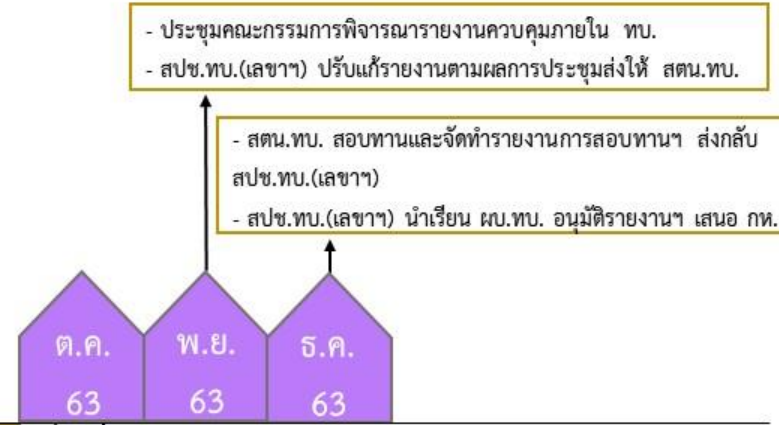 - ประชุมคณะกรรมการพิจารณารายงานควบคุมภายใน ทบ.
- สปช.ทบ.(เลขาฯ) ปรับแก้รายงานตามผลการประชุมส่งให้ สตน.ทบ.
- สตน.ทบ. สอบทานและจัดทำรายงานการสอบทานฯ ส่งกลับ
สปช.ทบ.(เลขาฯ)
- สปช.ทบ.(เลขาฯ) นำเรียน ผบ.ทบ. อนุมัติรายงานฯ เสนอ กห.
ต.ค. พ.ย. ธ.ค.
63 63 63